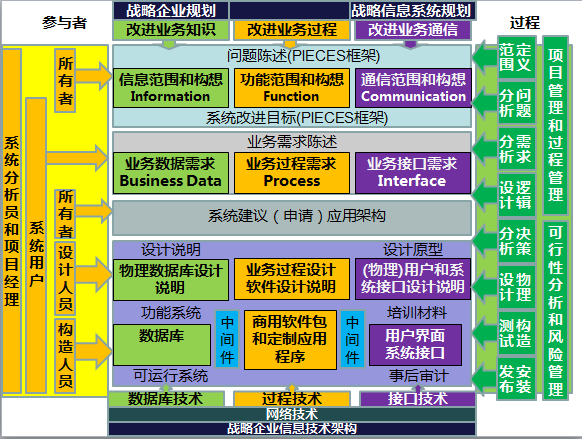 战略企业规划
战略信息系统规划
参与者
改进业务知识
改进业务过程
改进业务通信
过程
问题陈述(PIECES框架)
信息范围和构想
Information
功能范围和构想
Function
通信范围和构想
Communication
系统改进目标(PIECES框架)
业务需求陈述
业务数据需求
Business Data
业务过程需求
Process
业务接口需求
Interface
系统建议（申请）应用架构
设计说明
设计原型
物理数据库设计
说明
业务过程设计
软件设计说明
(物理)用户和系
统接口设计说明
功能系统
培训材料
数据库
中间件
商用软件包
和定制应用
程序
中间件
用户界面
系统接口
可运行系统
事后审计
数据库技术
过程技术
接口技术
网络技术
战略企业信息技术架构
系统分析员和项目经理
系统用户
所有者
所有者
设计人员
构造人员
范围定义
分析问题
分析需求
设计逻辑
分析决策
设计物理
测试构造
发布安装
项目管理和过程管理
可行性分析和风险管理